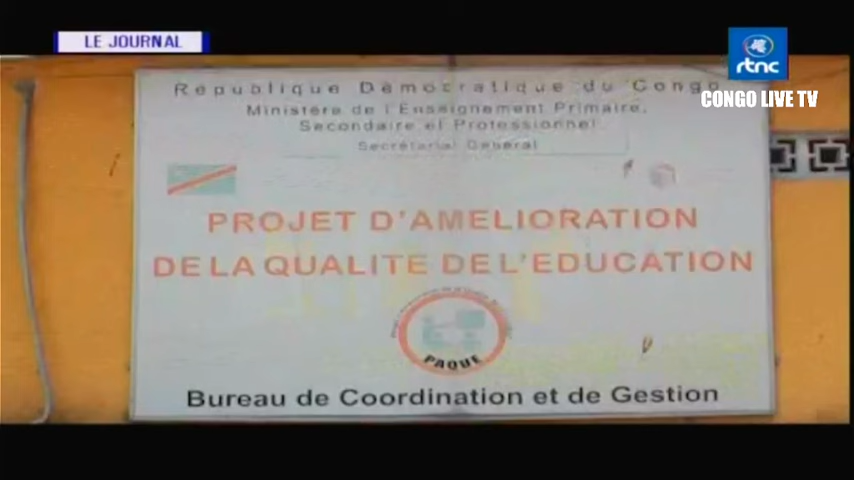 LE JOURNAL
rtnc
CONGO LIVE TV
République Démocratique du Congo
Ministère de l'Enseignement Primaire,
Secondaire et Professionnel
Secrétariat Général
PROJET D'AMELIORATION
DE LA QUALITE DE L'EDUCATION
PAQUE
Bureau de Coordination et de Gestion